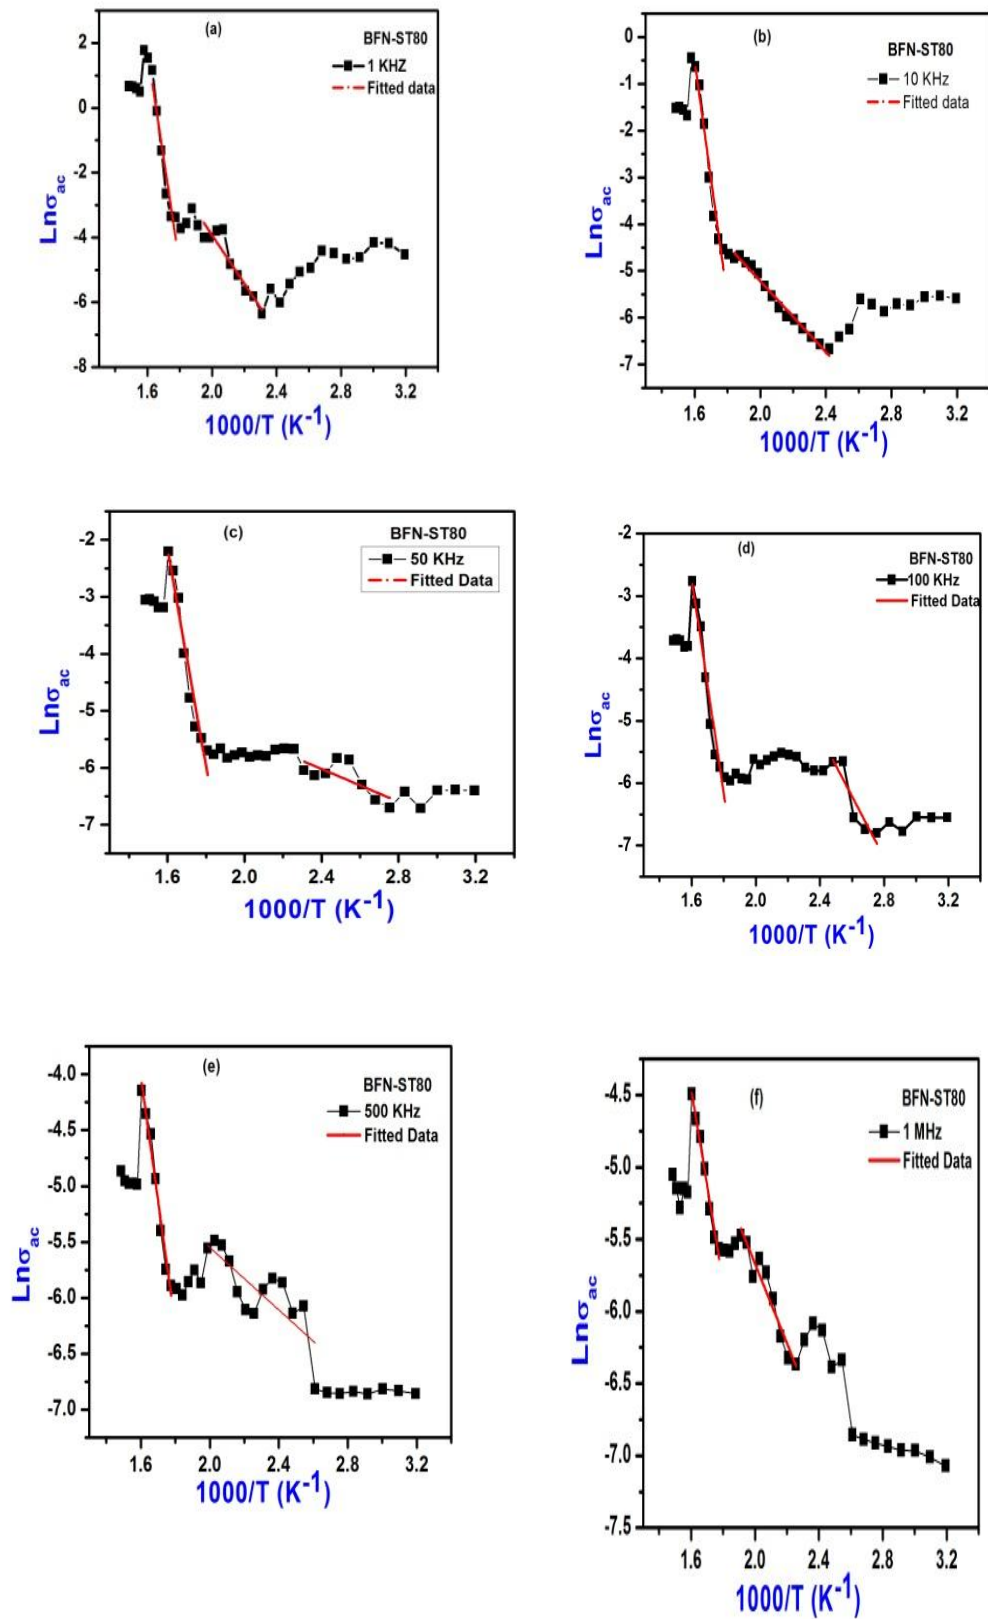 (a)
BFN-ST80
1 KHZ
Fitted data
2
0
-2
-4
-6
-8
Lnσac
1.6 2.0 2.4 2.8 3.2
1000/T (K-1)
(b)
BFN-ST80
10 KHz
Fitted data
0
-1
-2
-3
-4
-5
-6
-7
Lnσac
1.6 2.0 2.4 2.8 3.2
1000/T (K-1)
(c)
BFN-ST80
50 KHz
Fitted Data
-2
-3
-4
-5
-6
-7
Lnσac
1.6 2.0 2.4 2.8 3.2
1000/T (K-1)
(d)
BFN-ST80
100 KHz
Fitted Data
-2
-3
-4
-5
-6
-7
Lnσac
1.6 2.0 2.4 2.8 3.2
1000/T (K-1)
(e)
BFN-ST80
500 KHz
Fitted Data
-4.0
-4.5
-5.0
-5.5
-6.0
-6.5
-7.0
Lnσac
1.6 2.0 2.4 2.8 3.2
1000/T (K-1)
(f)
BFN-ST80
1 MHz
Fitted Data
-4.5
-5.0
-5.5
-6.0
-6.5
-7.0
-7.5
Lnσac
1.6 2.0 2.4 2.8 3.2
1000/T (K-1)